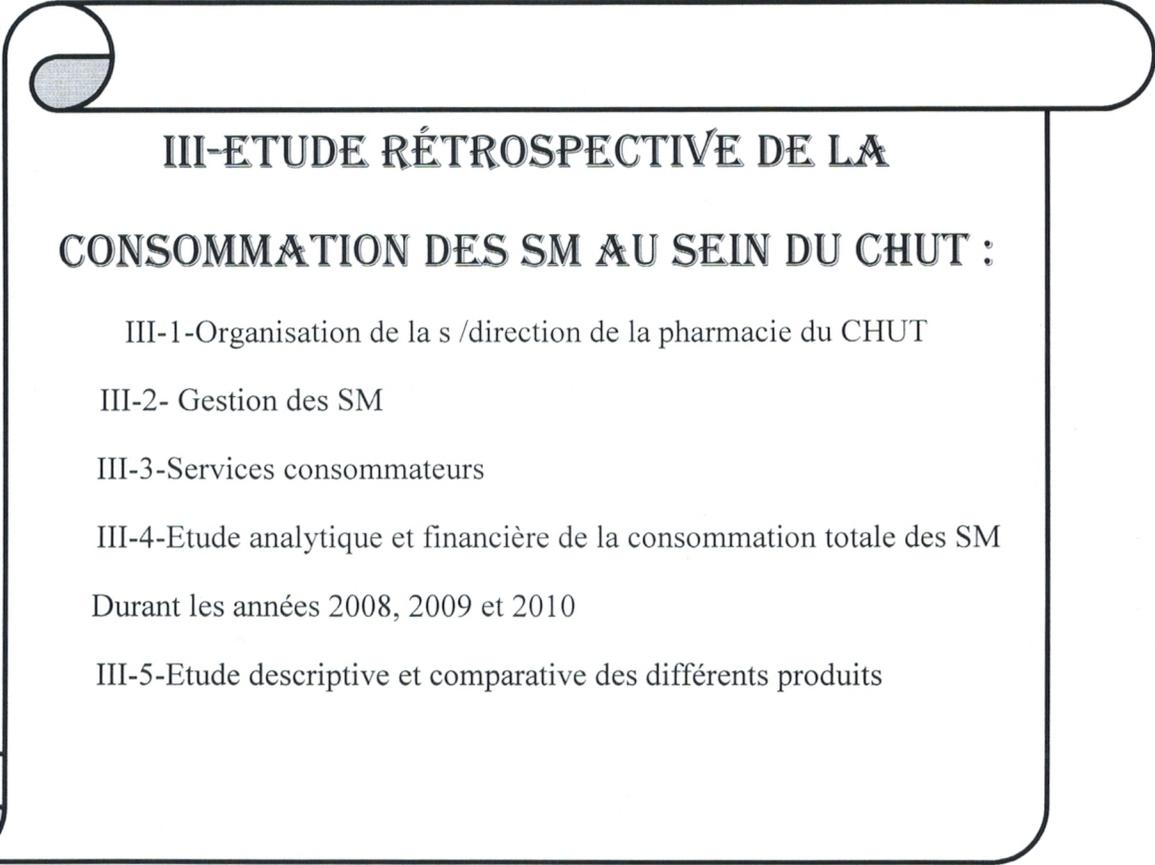 III-ETUDE RÉTROSPECTIVE DE LA
CONSOMMATION DES SM AU SEIN DU CHUT :
III-1-Organisation de la s /direction de la pharmacie du CHUT
III-2- Gestion des SM
III-3-Services consommateurs
III-4-Etude analytique et financière de la consommation totale des SM
Durant les années 2008, 2009 et 2010
III-5-Etude descriptive et comparative des différents produits